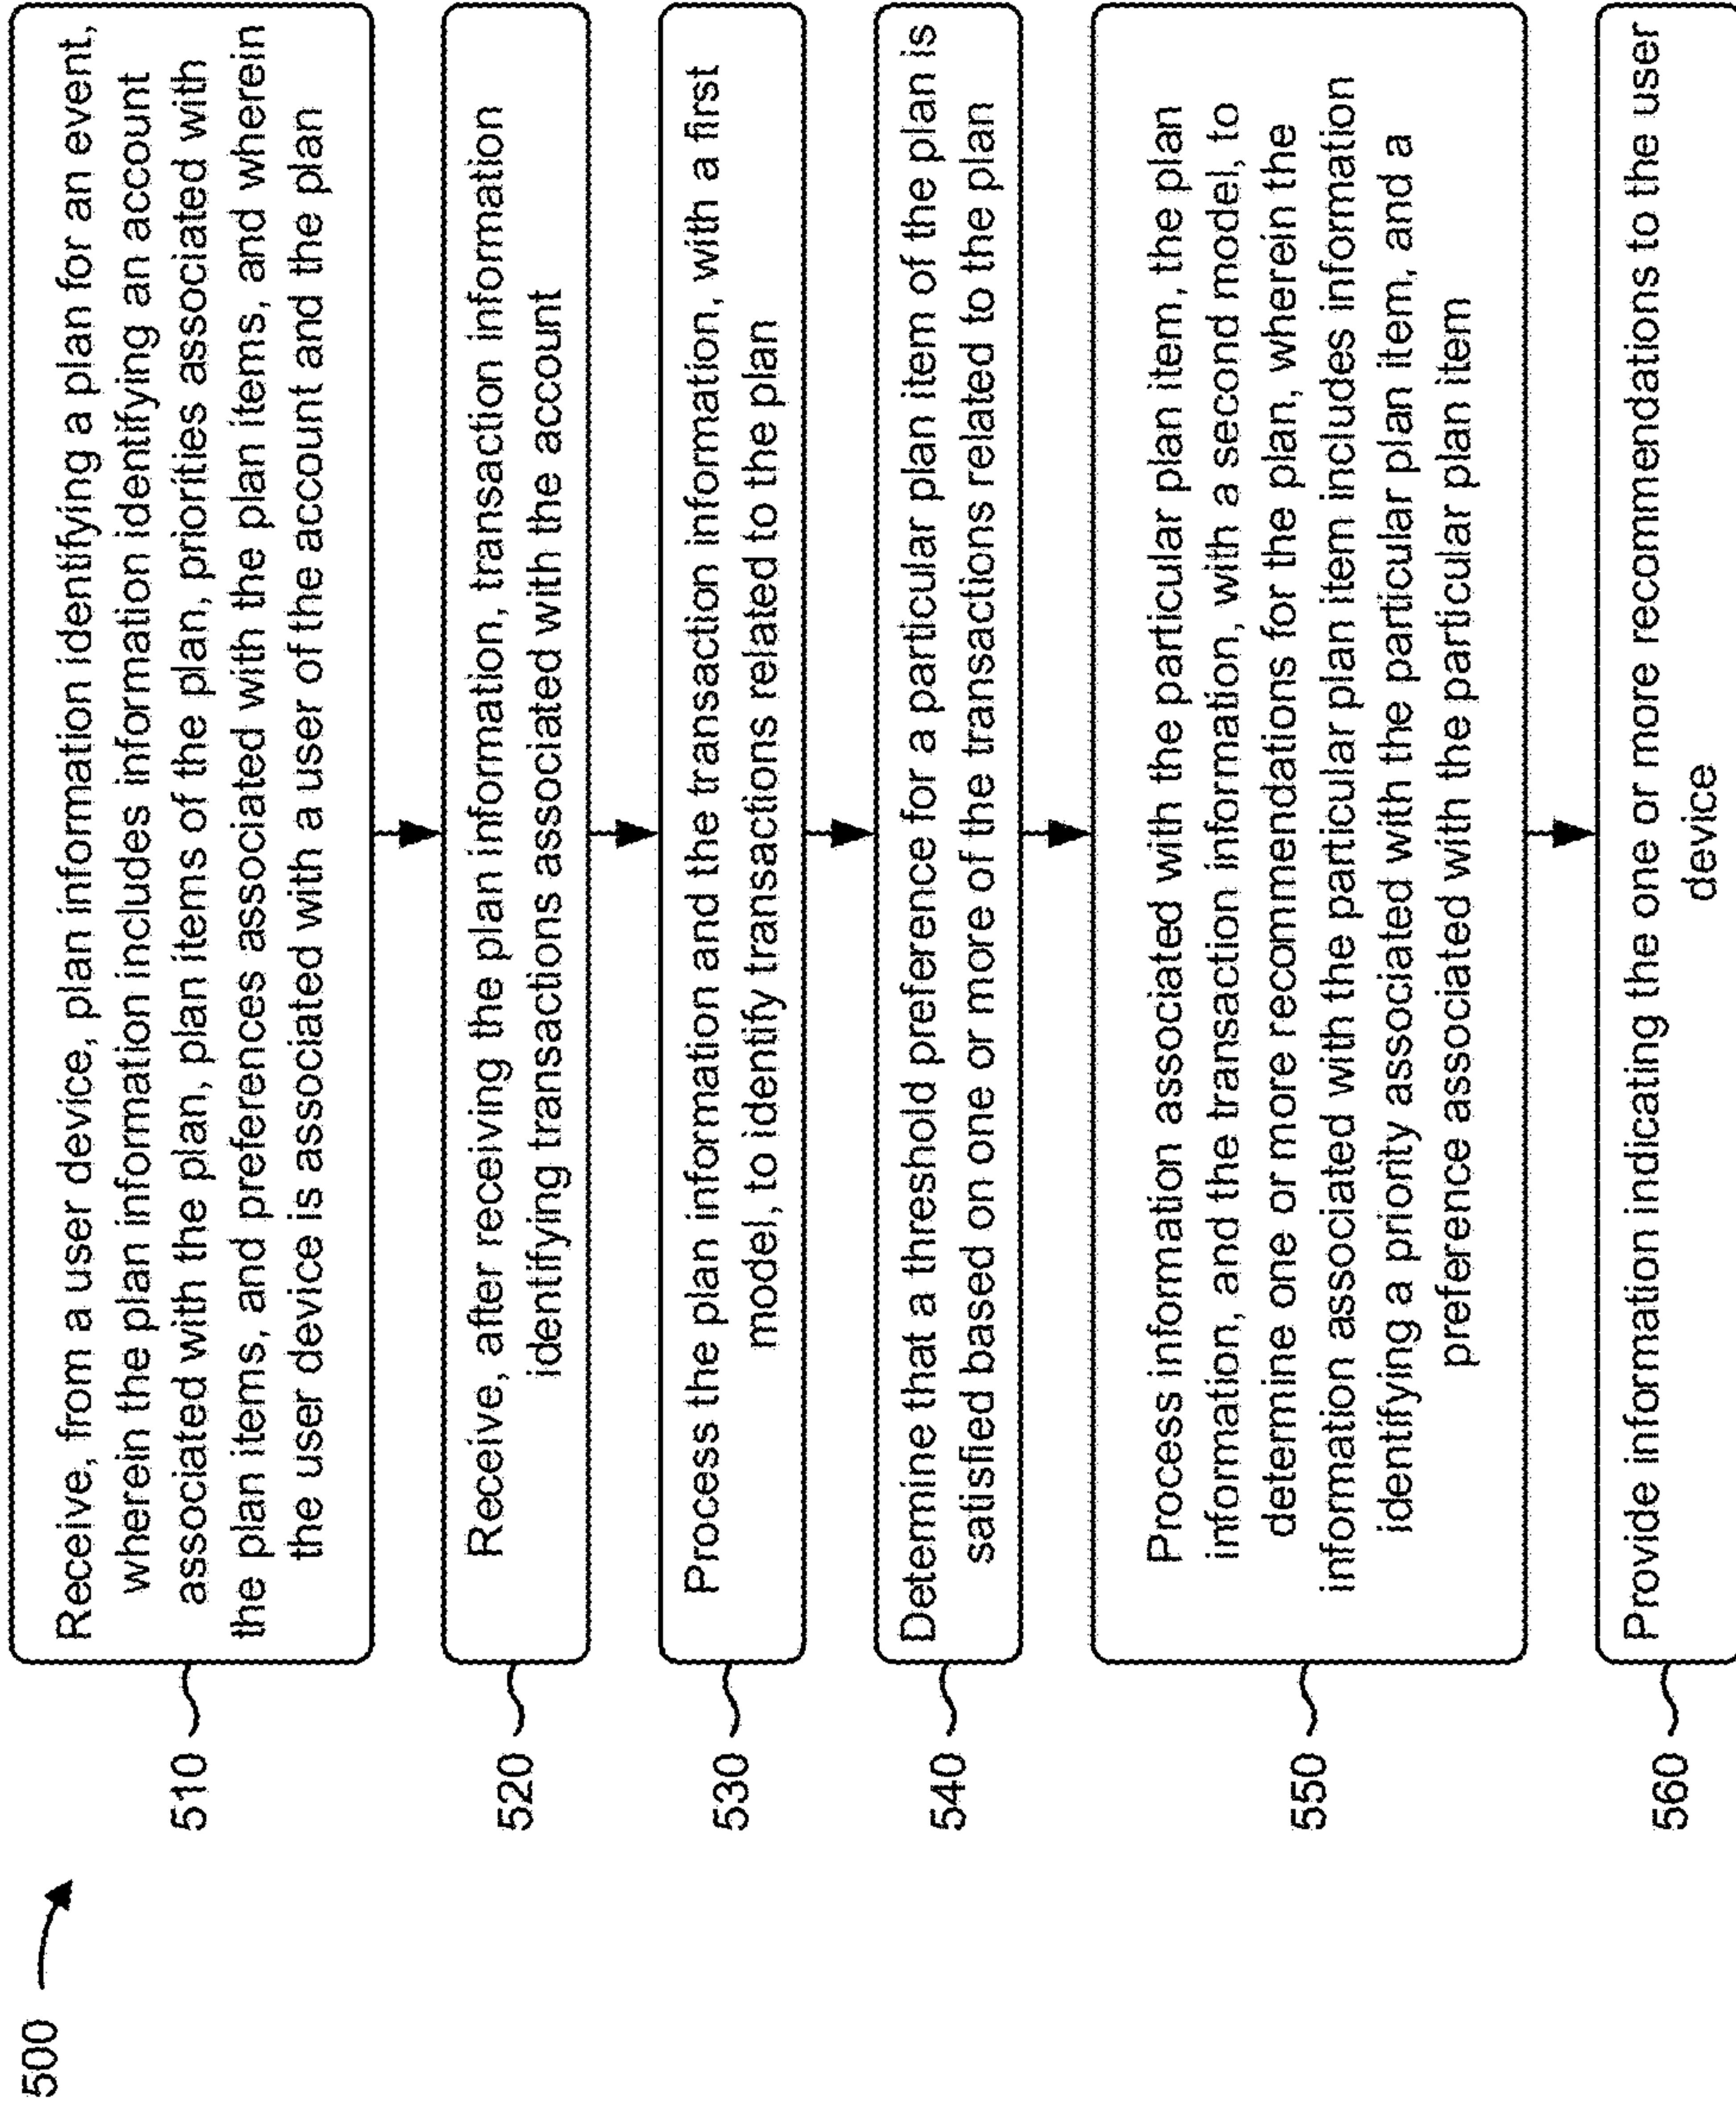 500
510
Receive, from a user device, plan information identifying a plan for an event,
wherein the plan information includes information identifying an account
associated with the plan, plan items of the plan, priorities associated with
the plan items, and preferences associated with the plan items, and wherein
the user device is associated with a user of the account and the plan
520
Receive, after receiving the plan information, transaction information
identifying transactions associated with the account
530
Process the plan information and the transaction information, with a first
model, to identify transactions related to the plan
540
Determine that a threshold preference for a particular plan item of the plan is
satisfied based on one or more of the transactions related to the plan
550
Process information associated with the particular plan item, the plan
information, and the transaction information, with a second model, to
determine one or more recommendations for the plan, wherein the
information associated with the particular plan item includes information
identifying a priority associated with the particular plan item, and a
preference associated with the particular plan item
560
Provide information indicating the one or more recommendations to the user
device